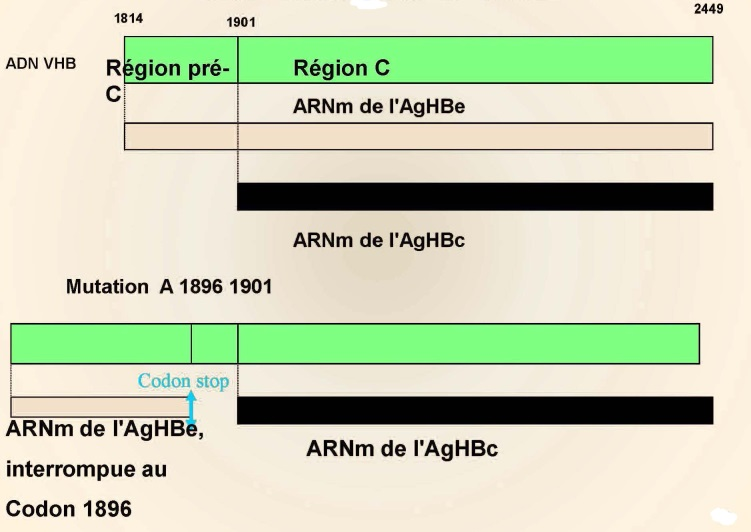 1814 1901 2449
ADN VHB
Région pré-
C
Région C
ARNm de l'AgHBe
ARNm de l'AgHBc
Mutation A 1896 1901
Codon stop
ARNm de l'AgHBe,
interrompue au
Codon 1896
ARNm de l'AgHBc